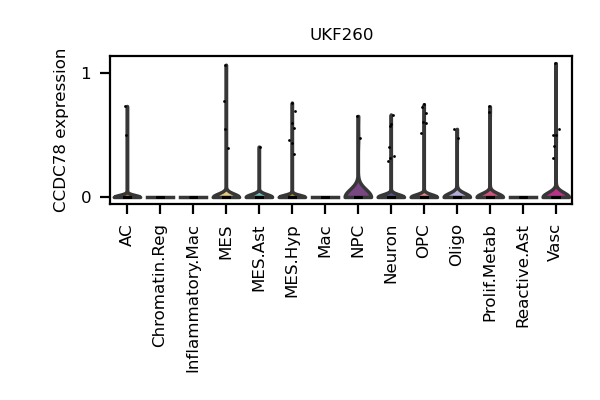 UKF260
CCDC78 expression
1
0
AC
Chromatin.Reg
Inflammatory.Mac
MES
MES.Ast
MES.Hyp
Mac
NPC
Neuron
OPC
Oligo
Prolif.Metab
Reactive.Ast
Vasc